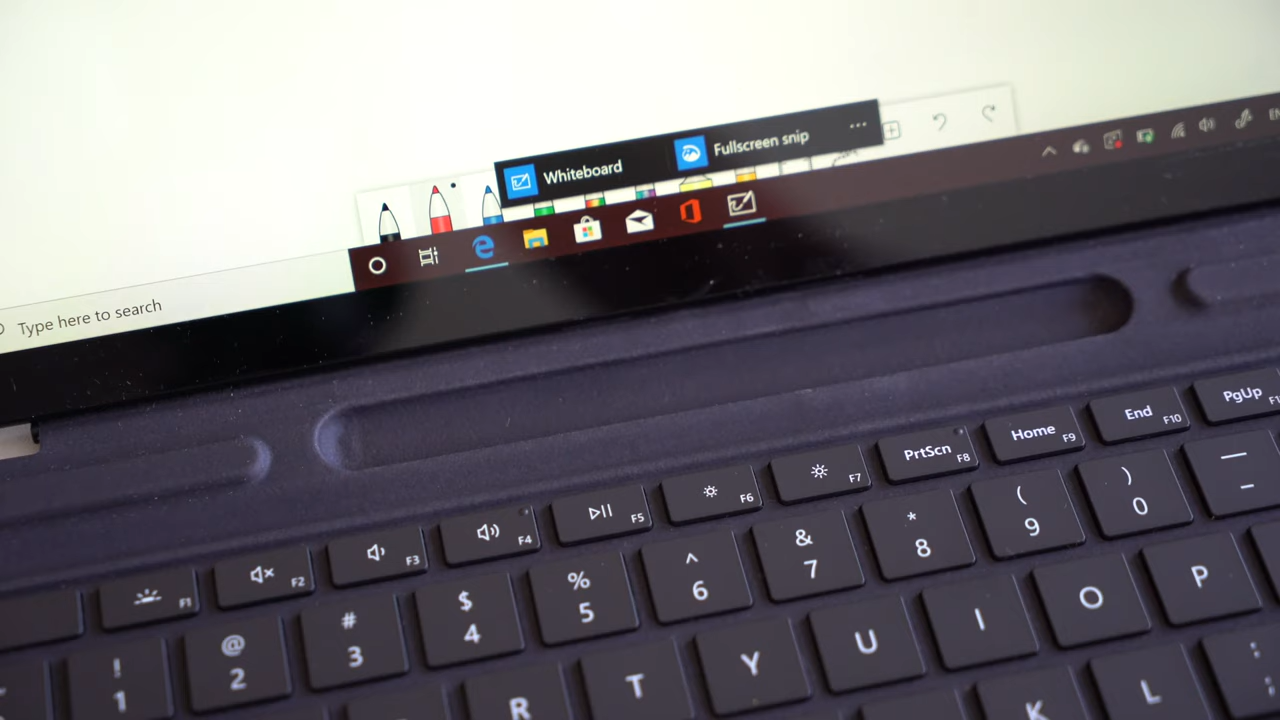 Whiteboard
Fullscreen snip
Type here to search
PrtScn F8
Home F9
End F10
PgUp
F1
F2
F3
F4
F5
F6
F7
! 1
@ 2
# 3
$ 4
% 5
^ 6
& 7
* 8
( 9
) 0
— -
R T Y U I O P
K L